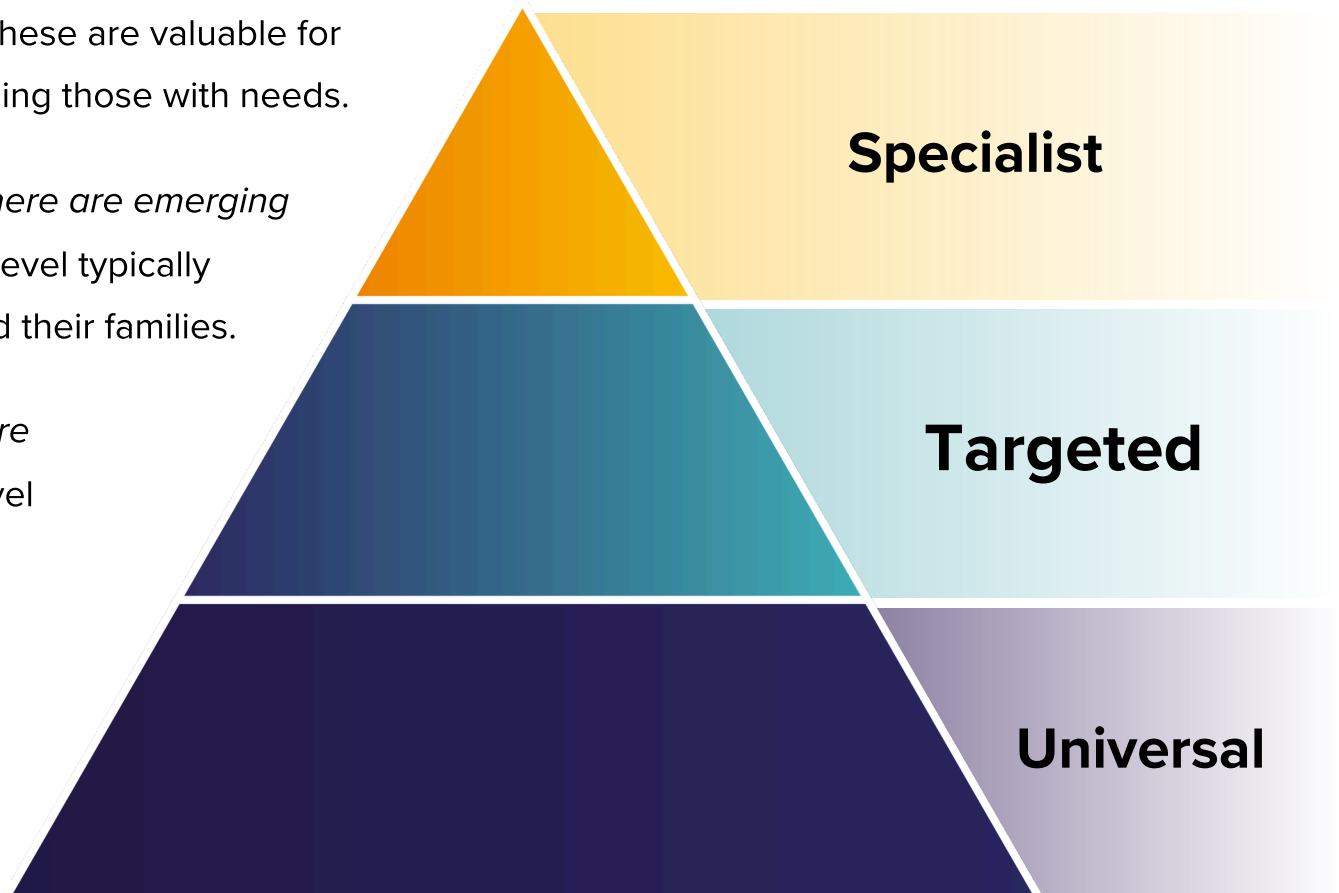 hese are valuable for
ing those with needs.
here are emerging
evel typically
d their families.
re
vel
Specialist
Targeted
Universal